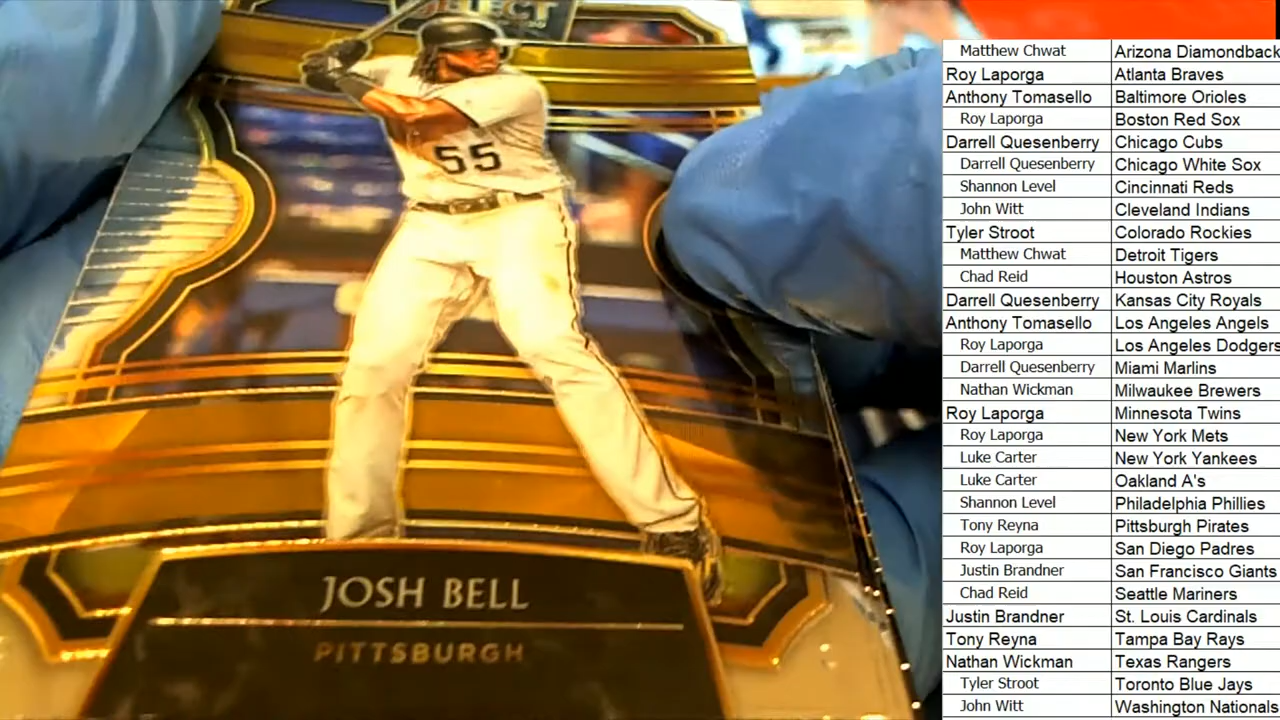 ELECT
55
JOSH BELL
PITTSBURGH
Matthew Chwat Arizona Diamondback
Roy Laporga Atlanta Braves
Anthony Tomasello Baltimore Orioles
Roy Laporga Boston Red Sox
Darrell Quesenberry Chicago Cubs
Darrell Quesenberry Chicago White Sox
Shannon Level Cincinnati Reds
John Witt Cleveland Indians
Tyler Stroot Colorado Rockies
Matthew Chwat Detroit Tigers
Chad Reid Houston Astros
Darrell Quesenberry Kansas City Royals
Anthony Tomasello Los Angeles Angels
Roy Laporga Los Angeles Dodgers
Darrell Quesenberry Miami Marlins
Nathan Wickman Milwaukee Brewers
Roy Laporga Minnesota Twins
Roy Laporga New York Mets
Luke Carter New York Yankees
Luke Carter Oakland A's
Shannon Level Philadelphia Phillies
Tony Reyna Pittsburgh Pirates
Roy Laporga San Diego Padres
Justin Brandner San Francisco Giants
Chad Reid Seattle Mariners
Justin Brandner St. Louis Cardinals
Tony Reyna Tampa Bay Rays
Nathan Wickman Texas Rangers
Tyler Stroot Toronto Blue Jays
John Witt Washington Nationals